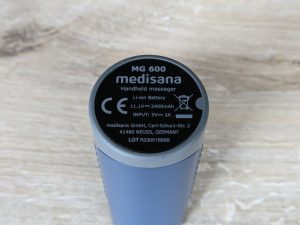 MG 600
medisana
Handheld massager
Li-ion Battery
11,1V⎓ 2400mAh
INPUT: 5V⎓ 2A
medisana GmbH, Carl-Schurz-Str. 2
41460 NEUSS, GERMANY
LOT